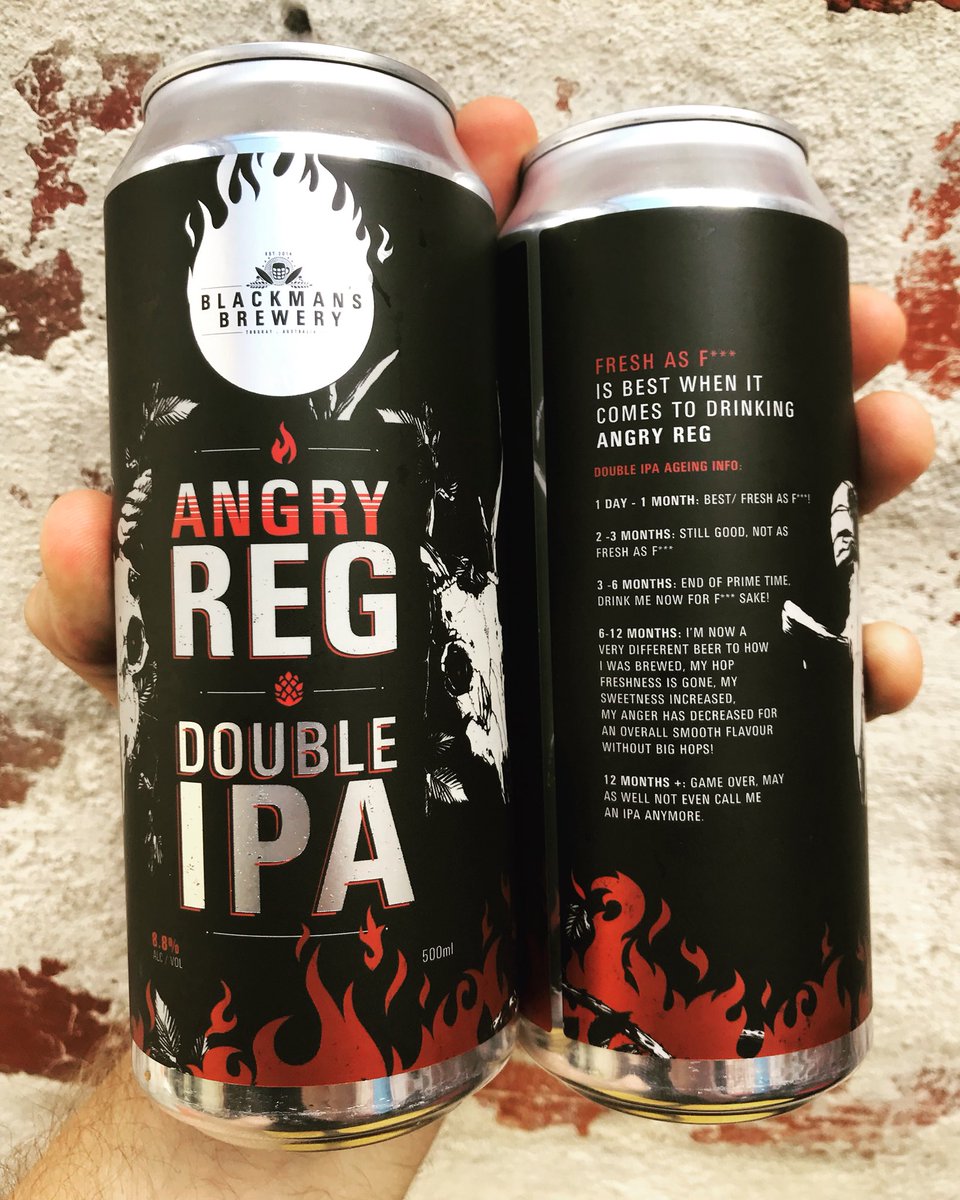 EST 2014
BLACKMAN'S
BREWERY
TORQUAY . AUSTRALIA
ANGRY
REG
DOUBLE
IPA
8.8%
ALC / VOL
500ml
FRESH AS F***
IS BEST WHEN IT
COMES TO DRINKING
ANGRY REG
DOUBLE IPA AGEING INFO:
1 DAY - 1 MONTH: BEST/ FRESH AS F***!
2 -3 MONTHS: STILL GOOD, NOT AS
FRESH AS F***
3 -6 MONTHS: END OF PRIME TIME.
DRINK ME NOW FOR F*** SAKE!
6-12 MONTHS: I'M NOW A
VERY DIFFERENT BEER TO HOW
I WAS BREWED, MY HOP
FRESHNESS IS GONE, MY
SWEETNESS INCREASED,
MY ANGER HAS DECREASED FOR
AN OVERALL SMOOTH FLAVOUR
WITHOUT BIG HOPS!
12 MONTHS +: GAME OVER, MAY
AS WELL NOT EVEN CALL ME
AN IPA ANYMORE.